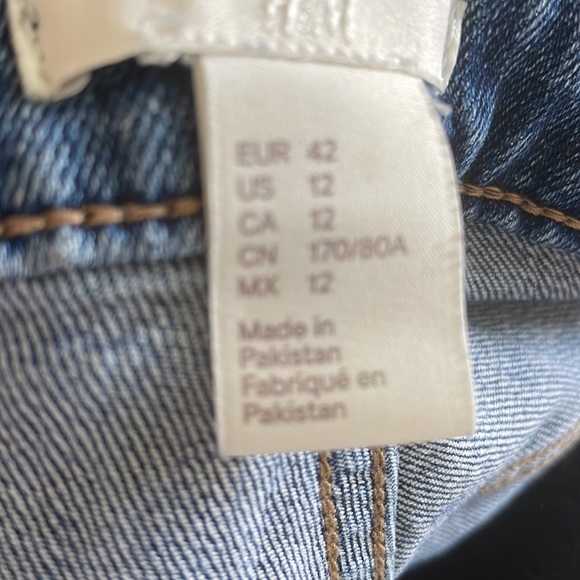 EUR 42
US 12
CA 12
CN 170/80A
MX 12
Made in
Pakistan
Fabriqué en
Pakistan